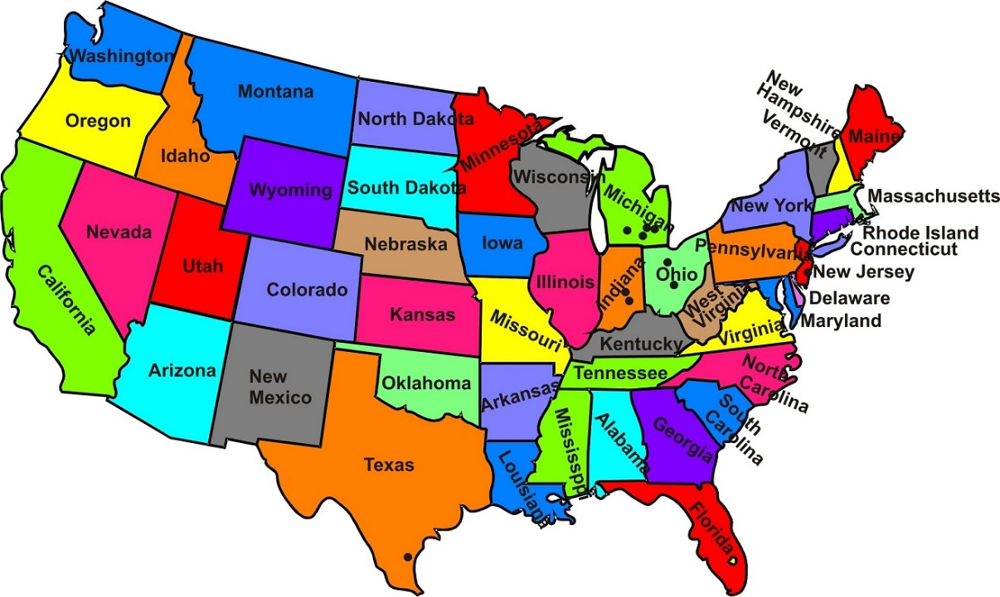 Washington
Montana
North Dakota
Minnesota
New
Hampshire
Vermont
Maine
Oregon
Idaho
Wyoming
South Dakota
Wisconsin
Michigan
New York
Massachusetts
Rhode Island
Connecticut
Nevada
Utah
Nebraska
Iowa
Illinois
Indiana
Ohio
Pennsylvania
New Jersey
Delaware
Maryland
California
Colorado
Kansas
Missouri
West
Virginia
Virginia
Kentucky
Arizona
New
Mexico
Oklahoma
Arkansas
Tennessee
North
Carolina
South
Carolina
Texas
Louisiana
Mississppi
Alabama
Georgia
Florida